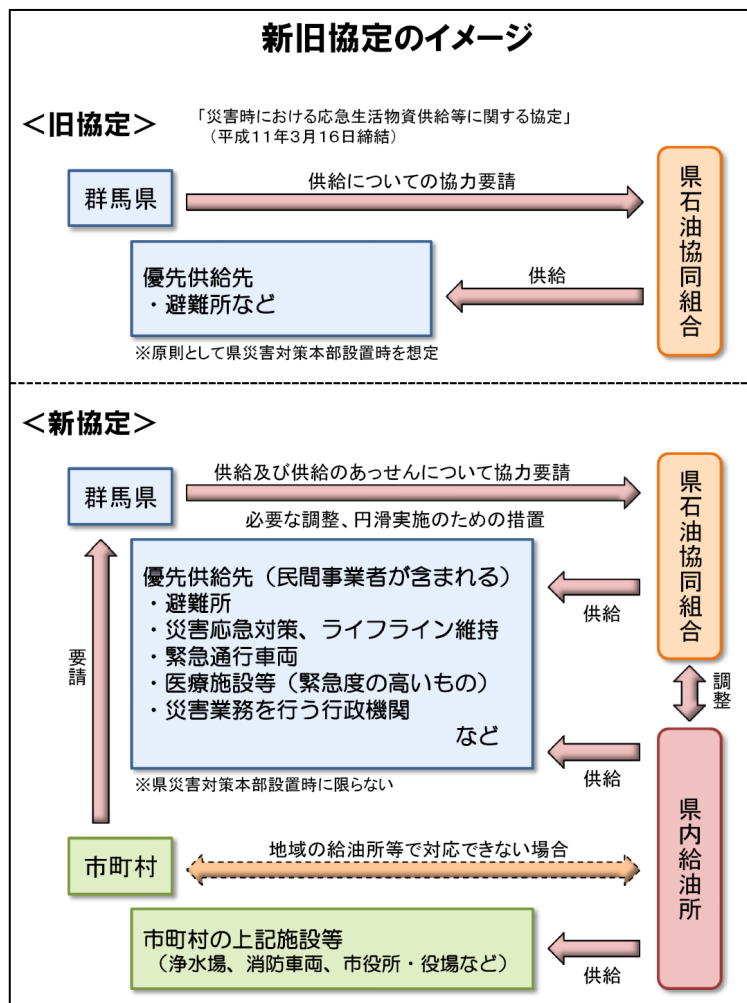 新旧協定のイメージ
＜旧協定＞
「災害時における応急生活物資供給等に関する協定」
（平成11年3月16日締結）
群馬県
供給についての協力要請
県石油協同組合
優先供給先
・避難所など
供給
※原則として県災害対策本部設置時を想定
＜新協定＞
群馬県
供給及び供給のあっせんについて協力要請
必要な調整、円滑実施のための措置
県石油協同組合
優先供給先（民間事業者が含まれる）
・避難所
・災害応急対策、ライフライン維持
・緊急通行車両
・医療施設等（緊急度の高いもの）
・災害業務を行う行政機関
など
供給
要請
調整
※県災害対策本部設置時に限らない
供給
県内給油所
市町村
地域の給油所等で対応できない場合
市町村の上記施設等
（浄水場、消防車両、市役所・役場など）
供給